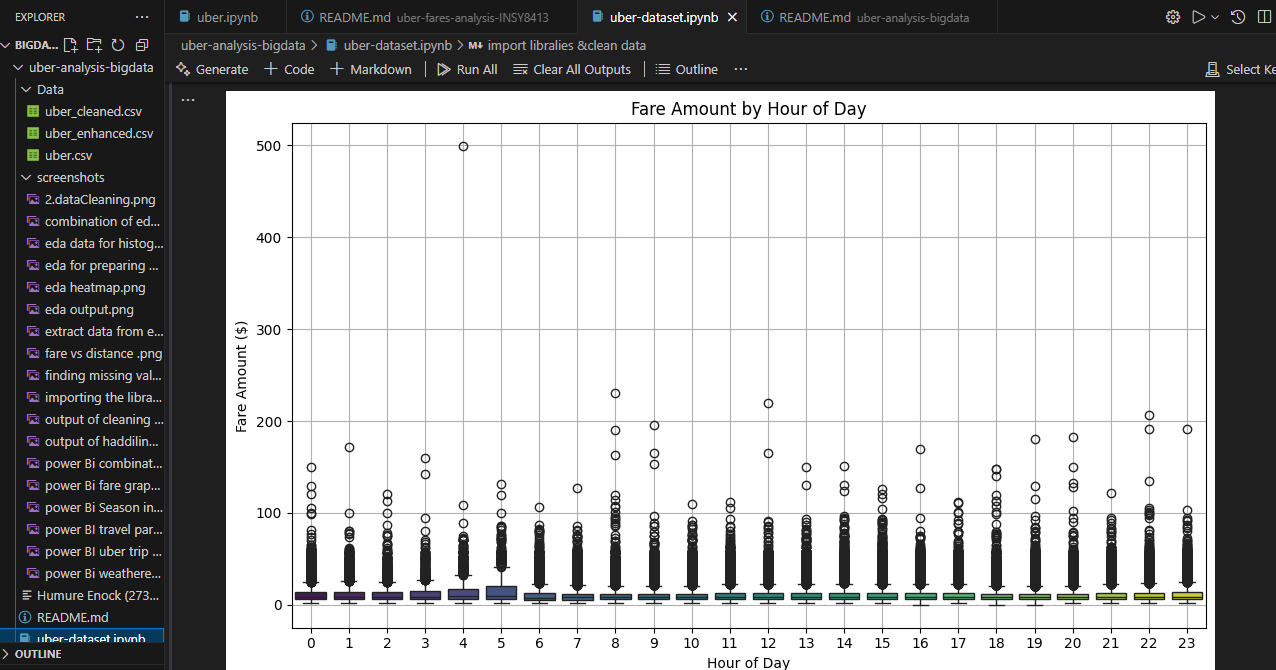 EXPLORER
uber.ipynb
README.md uber-fares-analysis-INSY8413
uber-dataset.ipynb
README.md uber-analysis-bigdata
BIGDA...
uber-analysis-bigdata > uber-dataset.ipynb > M↓ import libralies &clean data
uber-analysis-bigdata
Generate + Code + Markdown Run All Clear All Outputs Outline ... Select Ke
Data
uber_cleaned.csv
uber_enhanced.csv
uber.csv
screenshots
2.dataCleaning.png
combination of ed...
eda data for histog...
eda for preparing ...
eda heatmap.png
eda output.png
extract data from e...
fare vs distance .png
finding missing val...
importing the libra...
output of cleaning ...
output of haddilin...
power Bi combinat...
power Bi fare grap...
power Bi Season in...
power BI travel par...
power BI uber trip ...
power Bi weathere...
Humure Enock (273...
README.md
uber-dataset.ipynb
OUTLINE
Fare Amount by Hour of Day
Fare Amount ($)
500
400
300
200
100
0
0 1 2 3 4 5 6 7 8 9 10 11 12 13 14 15 16 17 18 19 20 21 22 23
Hour of Day